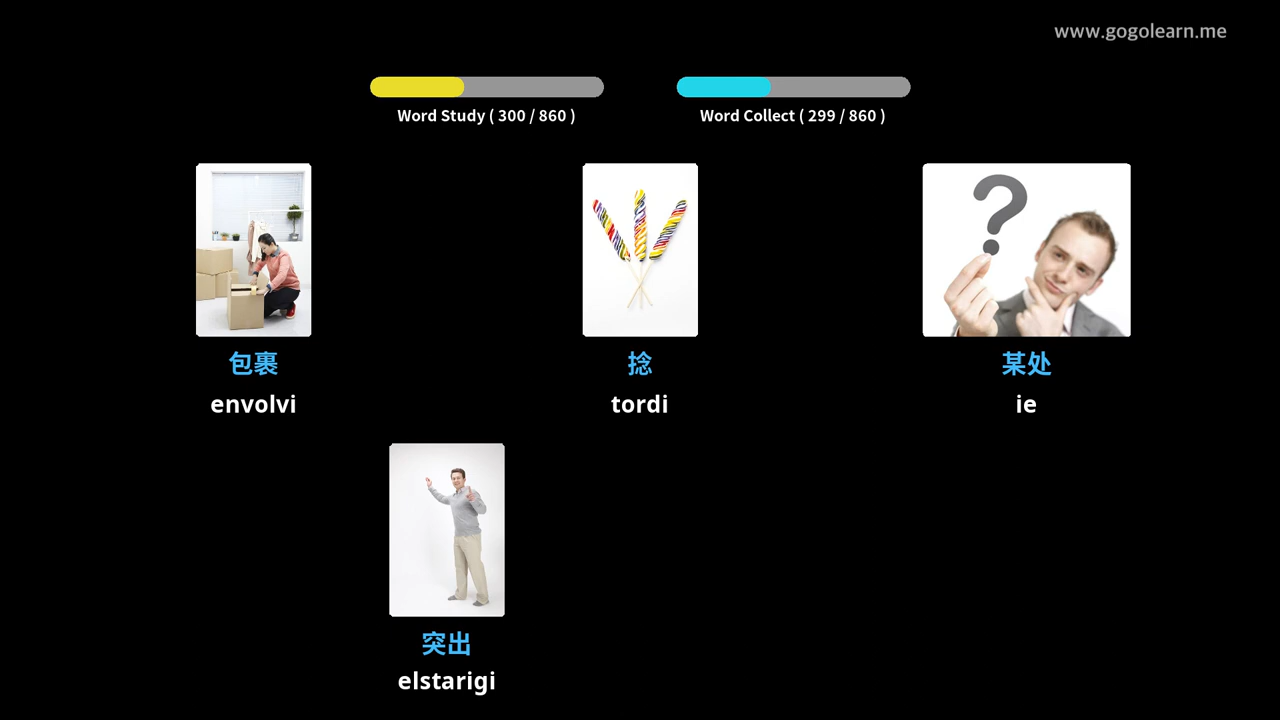 www.gogolearn.me
Word Study ( 300 / 860 )
Word Collect ( 299 / 860 )
包裹
envolvi
捻
tordi
某处
ie
突出
elstarigi